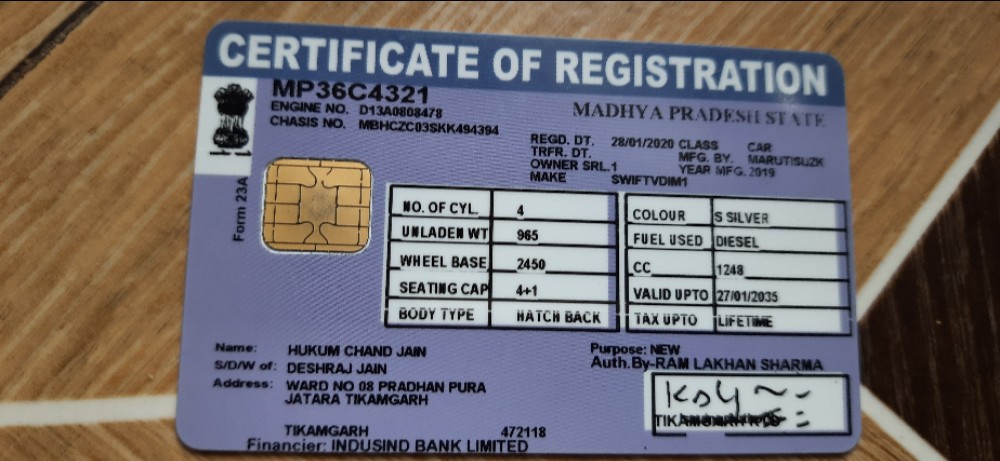 CERTIFICATE OF REGISTRATION
MP36C4321
ENGINE NO. D13A0808478
CHASIS NO. MBHCZC03SKK494394
MADHYA PRADESH STATE
REGD. DT. 28/01/2020 CLASS CAR
TRFR. DT. MFG. BY. MARUTISUZK
OWNER SRL.1 YEAR MFG. 2019
MAKE SWIFTVDIM1
Form 23A
NO. OF CYL. 4
UNLADEN WT 965
WHEEL BASE 2450
SEATING CAP 4+1
BODY TYPE HATCH BACK
COLOUR S SILVER
FUEL USED DIESEL
CC 1248
VALID UPTO 27/01/2035
TAX UPTO LIFETIME
Name: HUKUM CHAND JAIN
S/D/W of: DESHRAJ JAIN
Address: WARD NO 08 PRADHAN PURA
JATARA TIKAMGARH
TIKAMGARH 472118
Financier: INDUSIND BANK LIMITED
Purpose: NEW
Auth.By-RAM LAKHAN SHARMA
TIKAMGARH